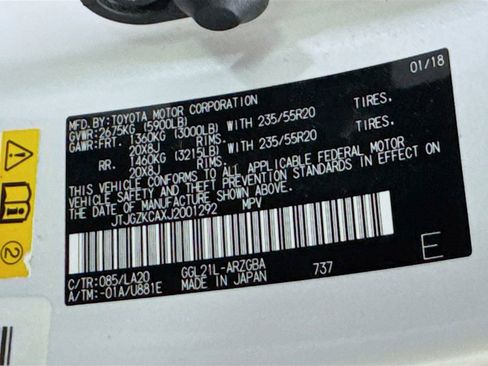 01/18
MFD.BY:TOYOTA MOTOR CORPORATION
GVWR:2675KG (5900LB)
GAWR:FRT. 1360KG (3000LB) WITH 235/55R20 TIRES.
20X8J RIMS.
RR. 1460KG (3215LB) WITH 235/55R20 TIRES.
20X8J RIMS.
THIS VEHICLE CONFORMS TO ALL APPLICABLE FEDERAL MOTOR
VEHICLE SAFETY AND THEFT PREVENTION STANDARDS IN EFFECT ON
THE DATE OF MANUFACTURE SHOWN ABOVE.
JTJGZKCAXJ2001292 MPV
C/TR:085/LA20 GGL21L-ARZGBA
A/TM:-01A/U881E MADE IN JAPAN 737
E
2